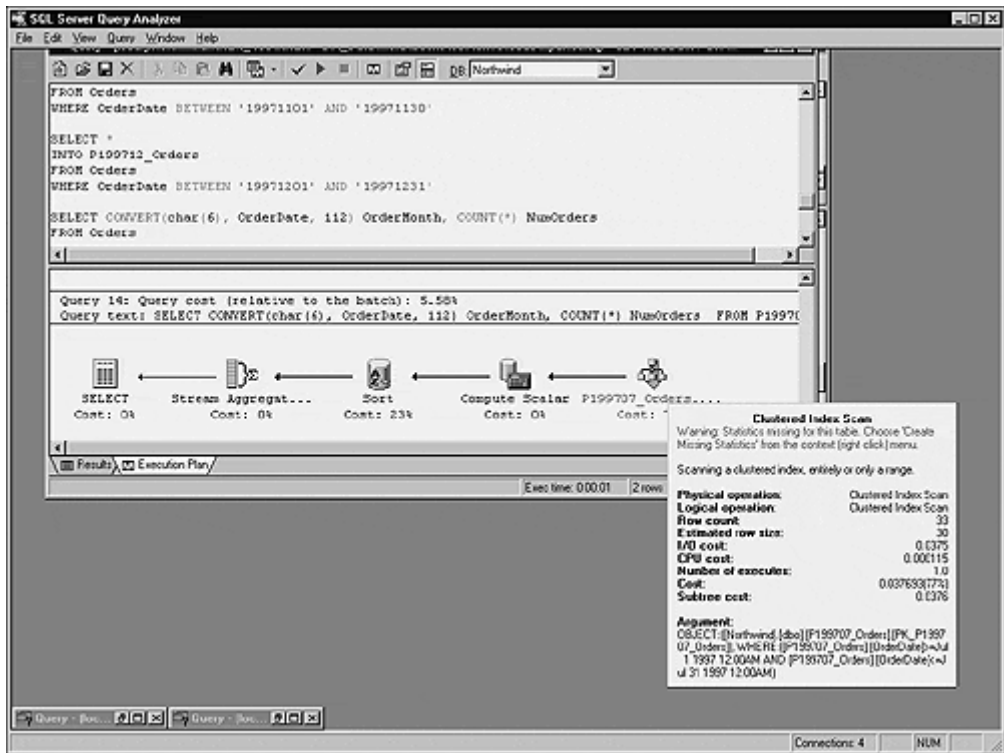 SQL Server Query Analyzer
File Edit View Query Window Help
DB: Northwind
FROM Orders
WHERE OrderDate BETWEEN '19971101' AND '19971130'
SELECT *
INTO P199712_Orders
FROM Orders
WHERE OrderDate BETWEEN '19971201' AND '19971231'
SELECT CONVERT(char(6), OrderDate, 112) OrderMonth, COUNT(*) NumOrders
FROM Orders
Query 14: Query cost (relative to the batch): 5.58%
Query text: SELECT CONVERT(char(6), OrderDate, 112) OrderMonth, COUNT(*) NumOrders FROM P19970
SELECT
Cost: 0%
Stream Aggregat...
Cost: 0%
Sort
Cost: 23%
Compute Scalar
Cost: 0%
P199707_Orders....
Cost:
Clustered Index Scan
Warning: Statistics missing for this table. Choose 'Create
Missing Statistics' from the context (right click) menu.
Scanning a clustered index, entirely or only a range.
Physical operation: Clustered Index Scan
Logical operation: Clustered Index Scan
Row count: 33
Estimated row size: 30
I/O cost: 0.0375
CPU cost: 0.000115
Number of executes: 1.0
Cost: 0.037693(77%)
Subtree cost: 0.0376
Argument:
OBJECT:([Northwind].[dbo].[P199707_Orders].[PK_P1997
07_Orders]), WHERE:([P199707_Orders].[OrderDate]>=Jul
1 1997 12:00AM AND [P199707_Orders].[OrderDate]<=J
ul 31 1997 12:00AM)
Results Execution Plan
Exec time: 0:00:01 2 rows
Query - (loc... Query - (loc...
Connections: 4 NUM